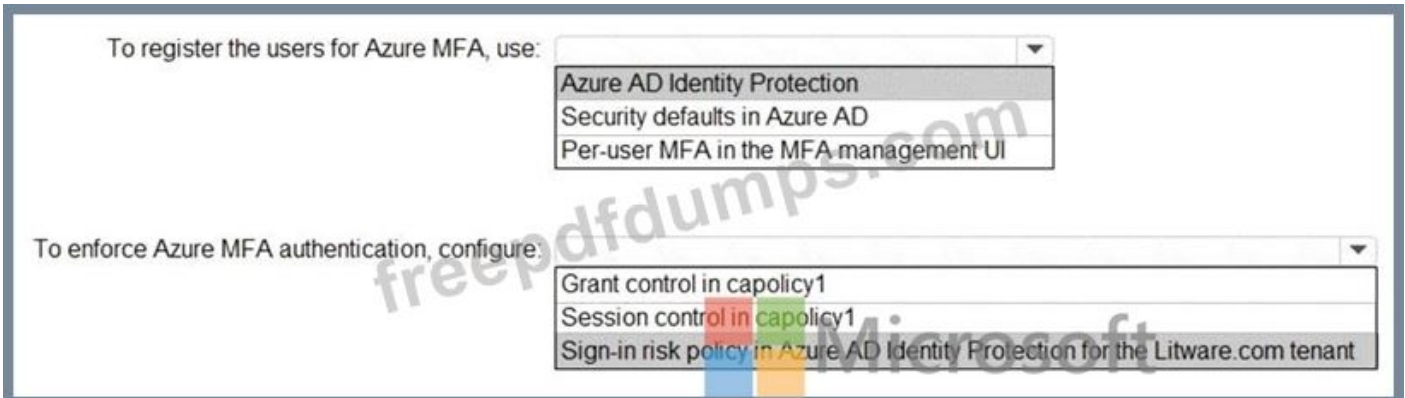 To register the users for Azure MFA, use:
Azure AD Identity Protection
Security defaults in Azure AD
Per-user MFA in the MFA management UI
freepdfdumps.com
To enforce Azure MFA authentication, configure:
Grant control in capolicy1
Session control in capolicy1
Microsoft
Sign-in risk policy in Azure AD Identity Protection for the Litware.com tenant